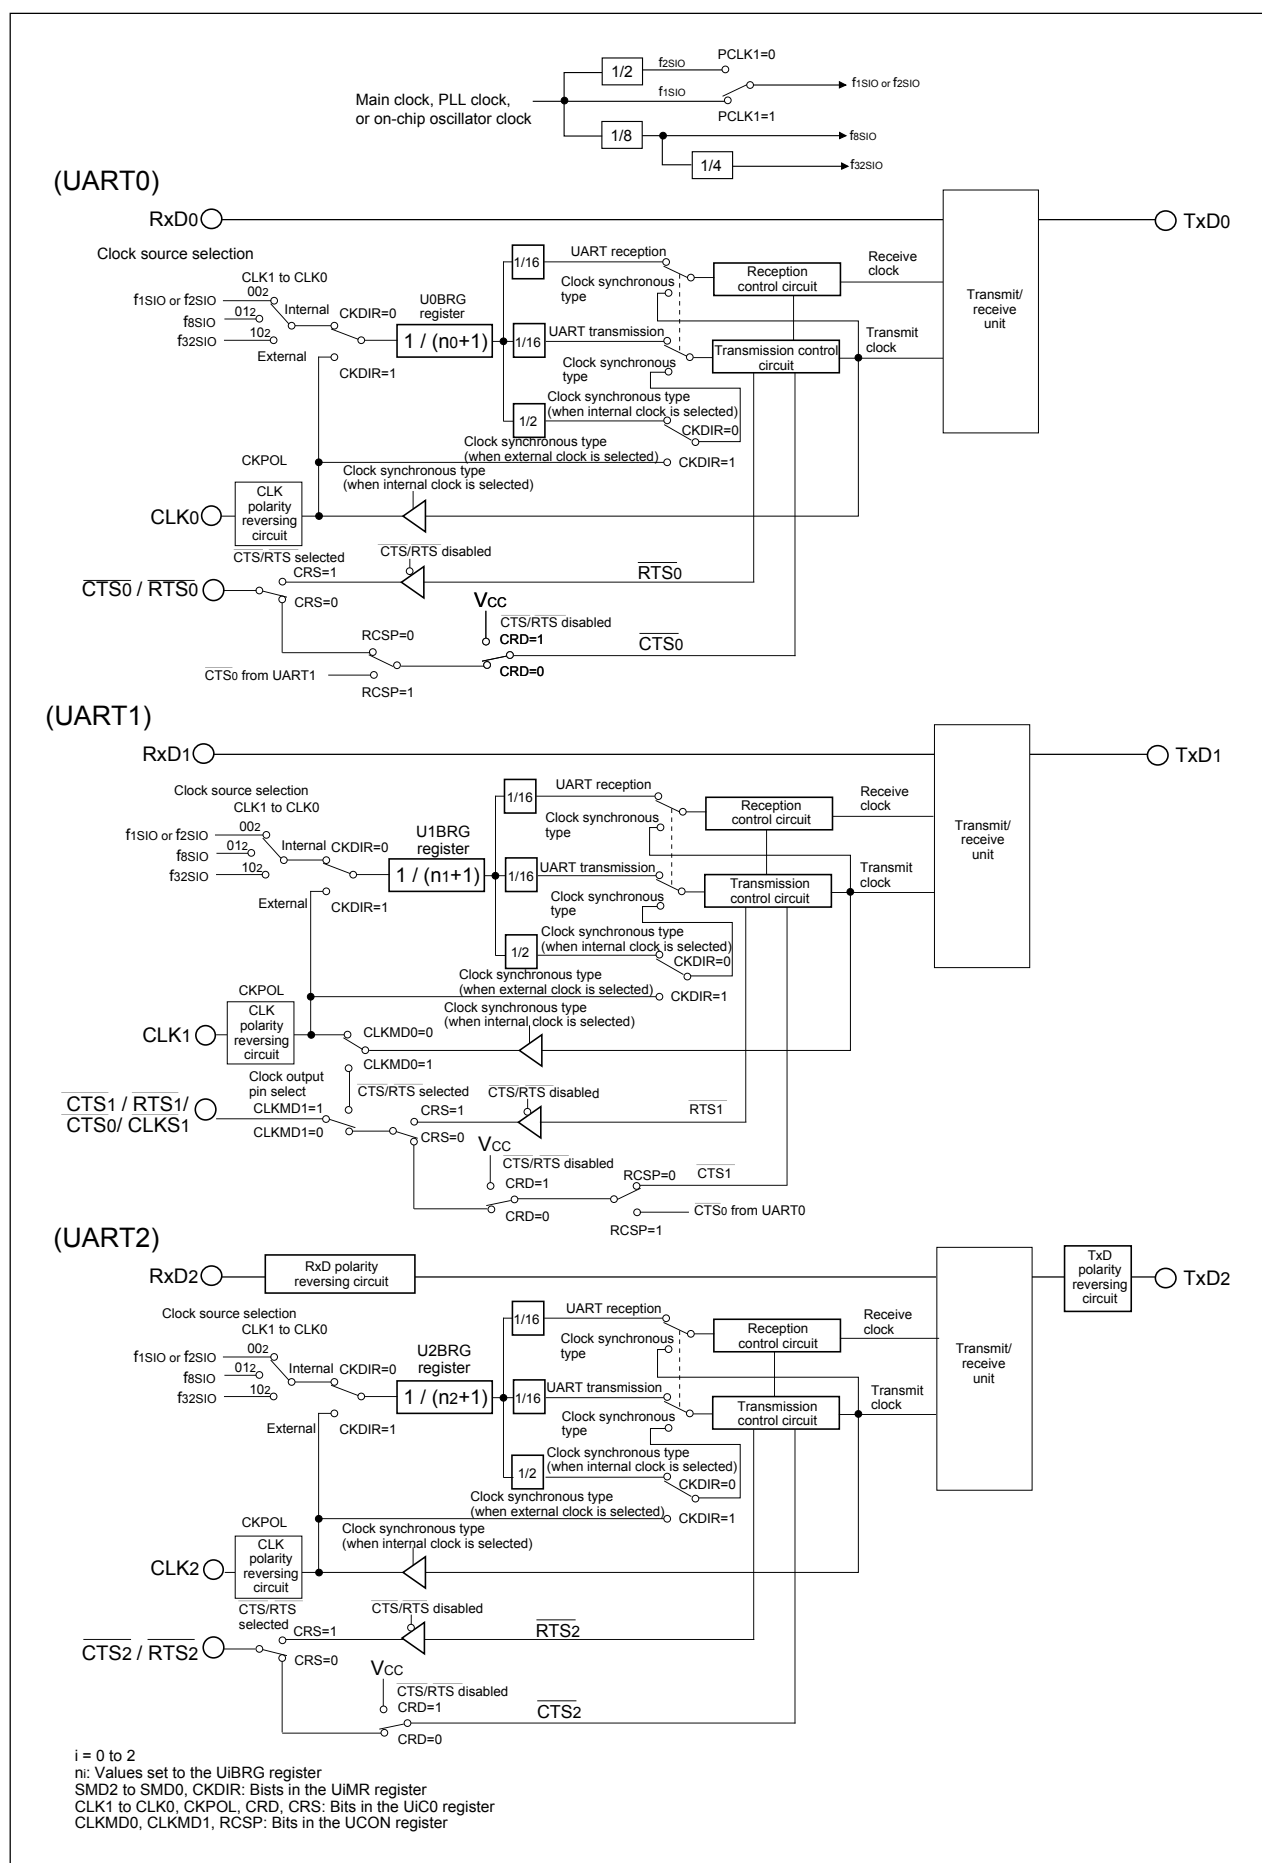 f2SIO
PCLK1=0
1/2
f1SIO
f1SIO or f2SIO
Main clock, PLL clock,
or on-chip oscillator clock
PCLK1=1
1/8
f8SIO
1/4
f32SIO
(UART0)
RxD0
TxD0
Clock source selection
CLK1 to CLK0
f1SIO or f2SIO
002
f8SIO
012
f32SIO
102
Internal
CKDIR=0
External
CKDIR=1
U0BRG
register
1 / (n0+1)
1/16
UART reception
Clock synchronous
type
Reception
control circuit
Receive
clock
Transmit/
receive
unit
1/16
UART transmission
Clock synchronous
type
Transmission control
circuit
Transmit
clock
1/2
Clock synchronous type
(when internal clock is selected)
CKDIR=0
Clock synchronous type
(when external clock is selected)
CKDIR=1
CKPOL
Clock synchronous type
(when internal clock is selected)
CLK0
CLK
polarity
reversing
circuit
CTS/RTS selected
CTS/RTS disabled
CTS0 / RTS0
CRS=1
CRS=0
RTS0
VCC
CTS/RTS disabled
RCSP=0
CRD=1
CTS0
CRD=0
CTS0 from UART1
RCSP=1
(UART1)
RxD1
TxD1
Clock source selection
CLK1 to CLK0
f1SIO or f2SIO
002
f8SIO
012
f32SIO
102
Internal
CKDIR=0
External
CKDIR=1
U1BRG
register
1 / (n1+1)
1/16
UART reception
Clock synchronous
type
Reception
control circuit
Receive
clock
Transmit/
receive
unit
1/16
UART transmission
Clock synchronous
type
Transmission
control circuit
Transmit
clock
1/2
Clock synchronous type
(when internal clock is selected)
CKDIR=0
Clock synchronous type
(when external clock is selected)
CKDIR=1
CKPOL
Clock synchronous type
(when internal clock is selected)
CLK1
CLK
polarity
reversing
circuit
CLKMD0=0
CLKMD0=1
Clock output
pin select
CTS/RTS selected
CTS/RTS disabled
CTS1 / RTS1/
CTS0/ CLKS1
CLKMD1=1
CLKMD1=0
CRS=1
CRS=0
RTS1
VCC
CTS/RTS disabled
CRD=1
CRD=0
RCSP=0
CTS1
CTS0 from UART0
RCSP=1
(UART2)
RxD2
RxD polarity
reversing circuit
TxD
polarity
reversing
circuit
TxD2
Clock source selection
CLK1 to CLK0
f1SIO or f2SIO
002
f8SIO
012
f32SIO
102
Internal
CKDIR=0
External
CKDIR=1
U2BRG
register
1 / (n2+1)
1/16
UART reception
Clock synchronous
type
Reception
control circuit
Receive
clock
Transmit/
receive
unit
1/16
UART transmission
Clock synchronous
type
Transmission
control circuit
Transmit
clock
1/2
Clock synchronous type
(when internal clock is selected)
CKDIR=0
Clock synchronous type
(when external clock is selected)
CKDIR=1
CKPOL
Clock synchronous type
(when internal clock is selected)
CLK2
CLK
polarity
reversing
circuit
CTS/RTS
selected
CTS/RTS disabled
CTS2 / RTS2
CRS=1
CRS=0
RTS2
VCC
CTS/RTS disabled
CRD=1
CTS2
CRD=0
i = 0 to 2
ni: Values set to the UiBRG register
SMD2 to SMD0, CKDIR: Bists in the UiMR register
CLK1 to CLK0, CKPOL, CRD, CRS: Bits in the UiC0 register
CLKMD0, CLKMD1, RCSP: Bits in the UCON register